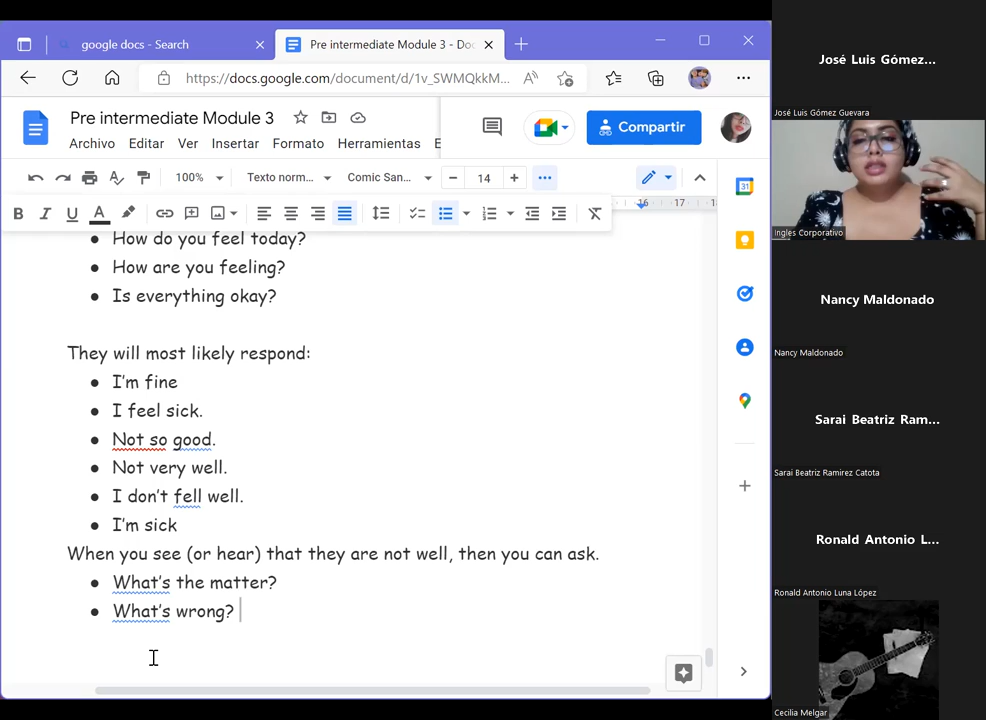 google docs - Search
Pre intermediate Module 3 - Doc
https://docs.google.com/document/d/1v_SWMQkkM...
Pre intermediate Module 3
Archivo Editar Ver Insertar Formato Herramientas E
Compartir
100% Texto norm... Comic San... 14
B I U A
16 17 18
31
How do you feel today?
How are you feeling?
Is everything okay?
They will most likely respond:
I'm fine
I feel sick.
Not so good.
Not very well.
I don't fell well.
I'm sick
When you see (or hear) that they are not well, then you can ask.
What's the matter?
What's wrong?
José Luis Gómez...
José Luis Gómez Guevara
Ingles Corporativo
Nancy Maldonado
Nancy Maldonado
Sarai Beatriz Ram...
Sarai Beatriz Ramirez Catota
Ronald Antonio L...
Ronald Antonio Luna López
Cecilia Melgar